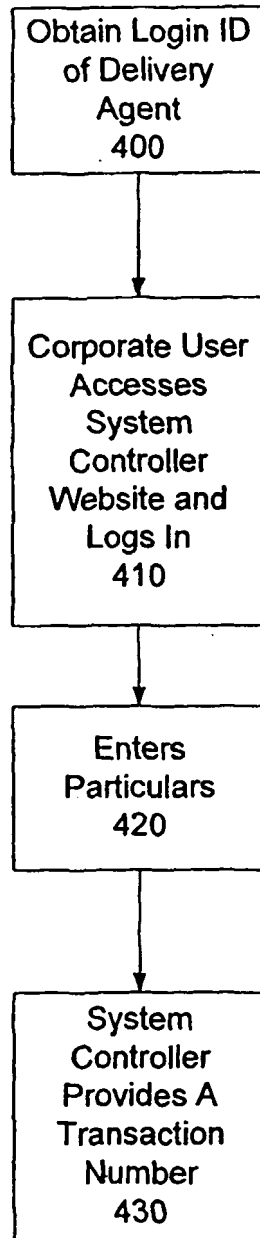 Obtain Login ID
of Delivery
Agent
400
Corporate User
Accesses
System
Controller
Website and
Logs In
410
Enters
Particulars
420
System
Controller
Provides A
Transaction
Number
430